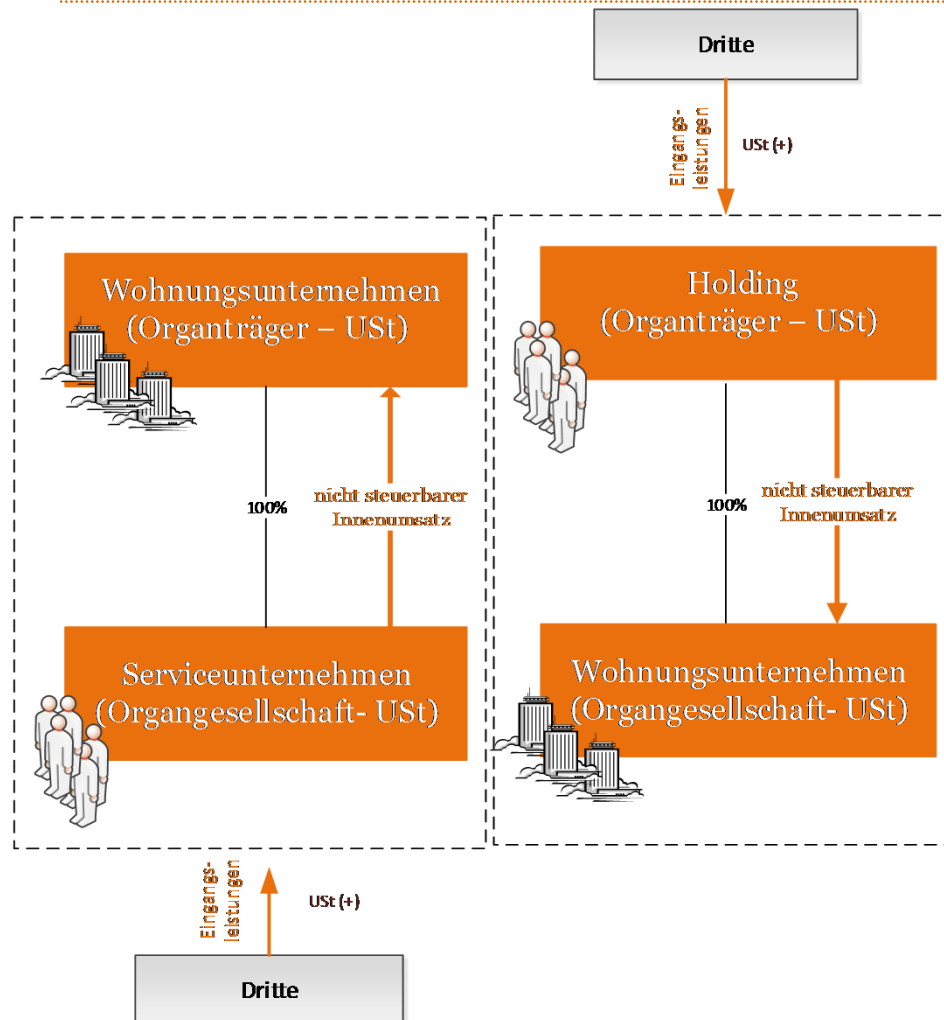 Dritte
Eingangs-
leistungen
USt (+)
Wohnungsunternehmen
(Organträger – USt)
100%
nicht steuerbarer
Innenumsatz
Serviceunternehmen
(Organgesellschaft- USt)
Holding
(Organträger – USt)
100%
nicht steuerbarer
Innenumsatz
Wohnungsunternehmen
(Organgesellschaft- USt)
Eingangs-
leistungen
USt (+)
Dritte